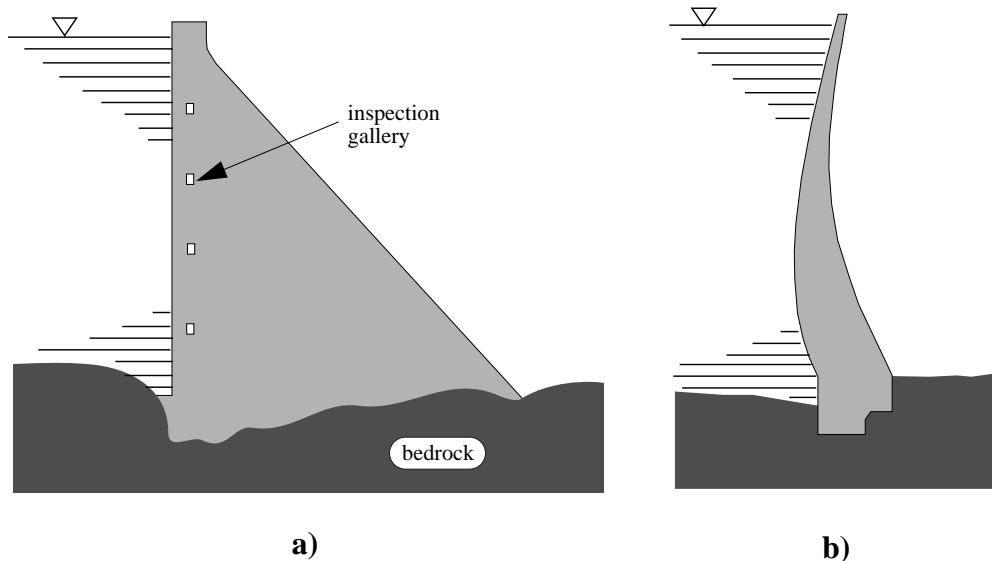 inspection
gallery
bedrock
a)
b)